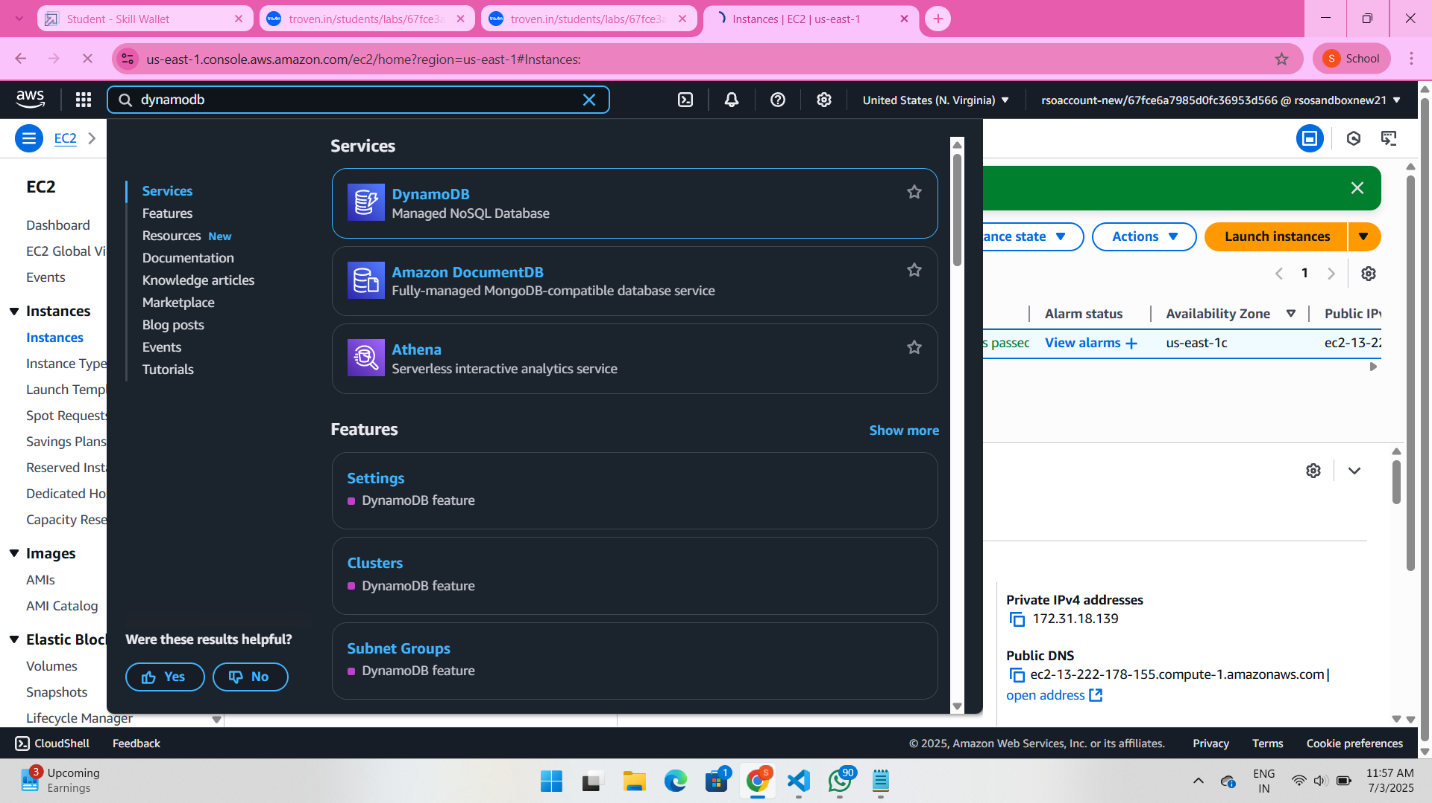 Student - Skill Wallet
troven.in/students/labs/67fce3a
troven.in/students/labs/67fce3a
Instances | EC2 | us-east-1
us-east-1.console.aws.amazon.com/ec2/home?region=us-east-1#Instances:
S School
aws
dynamodb
United States (N. Virginia)
rsoaccount-new/67fce6a7985d0fc36953d566 @ rsosandboxnew21
EC2
EC2
Dashboard
EC2 Global Vi
Events
Instances
Instances
Instance Type
Launch Templ
Spot Requests
Savings Plans
Reserved Insta
Dedicated Ho
Capacity Rese
Images
AMIs
AMI Catalog
Elastic Block
Volumes
Snapshots
Lifecycle Manager
Services
Features
Resources New
Documentation
Knowledge articles
Marketplace
Blog posts
Events
Tutorials
Were these results helpful?
Yes
No
Services
DynamoDB
Managed NoSQL Database
Amazon DocumentDB
Fully-managed MongoDB-compatible database service
Athena
Serverless interactive analytics service
Features
Show more
Settings
DynamoDB feature
Clusters
DynamoDB feature
Subnet Groups
DynamoDB feature
ance state
Actions
Launch instances
1
Alarm status
Availability Zone
Public IPv
s passed
View alarms +
us-east-1c
ec2-13-22
Private IPv4 addresses
172.31.18.139
Public DNS
ec2-13-222-178-155.compute-1.amazonaws.com |
open address
CloudShell
Feedback
© 2025, Amazon Web Services, Inc. or its affiliates.
Privacy
Terms
Cookie preferences
3
Upcoming
Earnings
1
S
90
ENG
IN
11:57 AM
7/3/2025